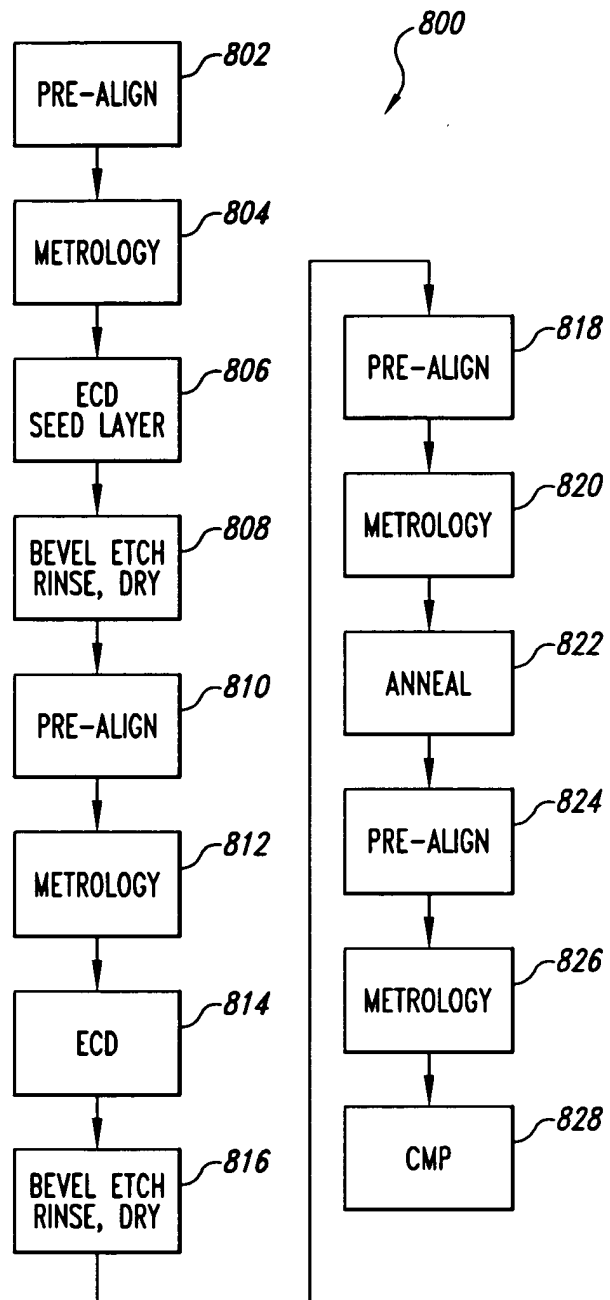 800
802
PRE-ALIGN
804
METROLOGY
806
ECD
SEED LAYER
808
BEVEL ETCH
RINSE, DRY
810
PRE-ALIGN
812
METROLOGY
814
ECD
816
BEVEL ETCH
RINSE, DRY
818
PRE-ALIGN
820
METROLOGY
822
ANNEAL
824
PRE-ALIGN
826
METROLOGY
828
CMP